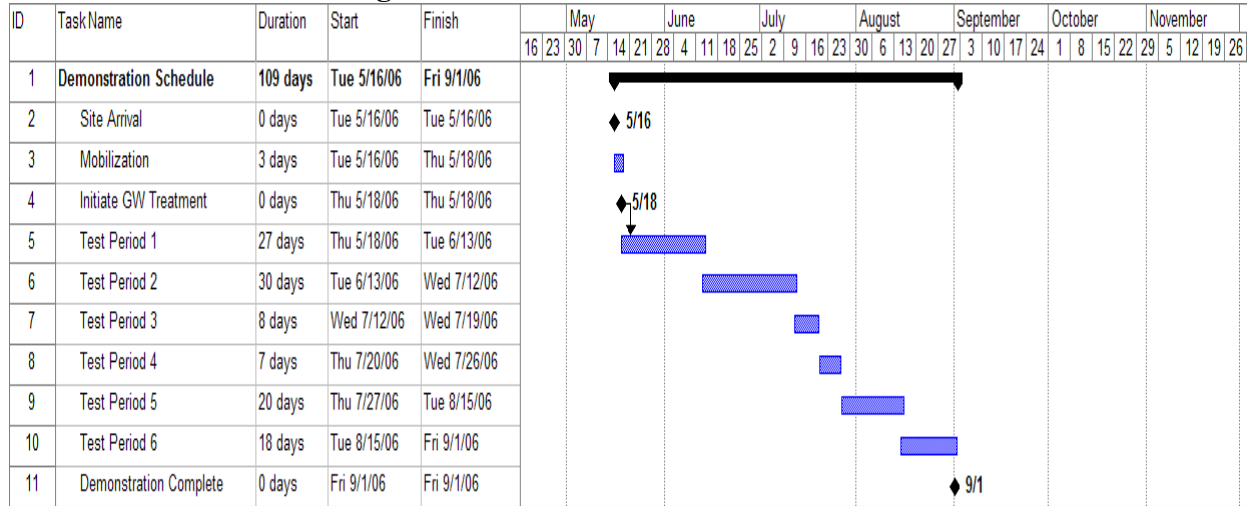 ID Task Name Duration Start Finish May June July August September October November
16 23 30 7 14 21 28 4 11 18 25 2 9 16 23 30 6 13 20 27 3 10 17 24 1 8 15 22 29 5 12 19 26
1 Demonstration Schedule 109 days Tue 5/16/06 Fri 9/1/06
2 Site Arrival 0 days Tue 5/16/06 Tue 5/16/06 5/16
3 Mobilization 3 days Tue 5/16/06 Thu 5/18/06
4 Initiate GW Treatment 0 days Thu 5/18/06 Thu 5/18/06 5/18
5 Test Period 1 27 days Thu 5/18/06 Tue 6/13/06
6 Test Period 2 30 days Tue 6/13/06 Wed 7/12/06
7 Test Period 3 8 days Wed 7/12/06 Wed 7/19/06
8 Test Period 4 7 days Thu 7/20/06 Wed 7/26/06
9 Test Period 5 20 days Thu 7/27/06 Tue 8/15/06
10 Test Period 6 18 days Tue 8/15/06 Fri 9/1/06
11 Demonstration Complete 0 days Fri 9/1/06 Fri 9/1/06 9/1